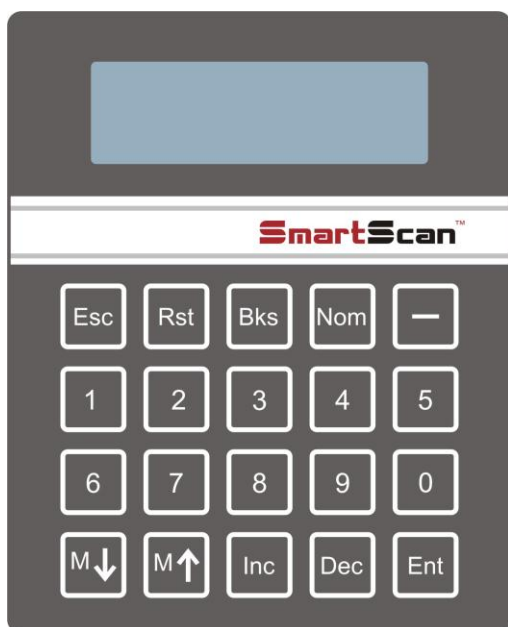 SmartScan™
Esc Rst Bks Nom —
1 2 3 4 5
6 7 8 9 0
M↓ M↑ Inc Dec Ent